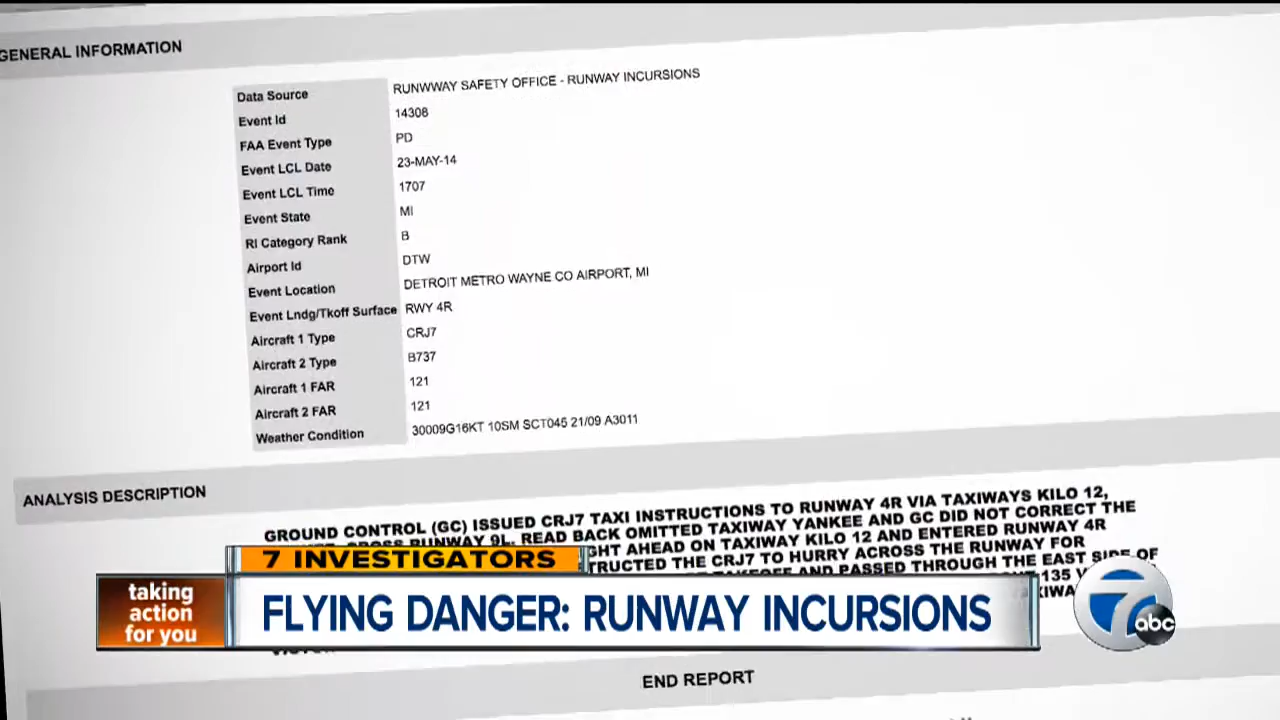 GENERAL INFORMATION
Data Source RUNWWAY SAFETY OFFICE - RUNWAY INCURSIONS
Event Id 14308
FAA Event Type PD
Event LCL Date 23-MAY-14
Event LCL Time 1707
Event State MI
RI Category Rank B
Airport Id DTW
Event Location DETROIT METRO WAYNE CO AIRPORT, MI
Event Lndg/Tkoff Surface RWY 4R
Aircraft 1 Type CRJ7
Aircraft 2 Type B737
Aircraft 1 FAR 121
Aircraft 2 FAR 121
Weather Condition 30009G16KT 10SM SCT045 21/09 A3011
ANALYSIS DESCRIPTION
GROUND CONTROL (GC) ISSUED CRJ7 TAXI INSTRUCTIONS TO RUNWAY 4R VIA TAXIWAYS KILO 12,
RUNWAY 9L. READ BACK OMITTED TAXIWAY YANKEE AND GC DID NOT CORRECT THE
AHEAD ON TAXIWAY KILO 12 AND ENTERED RUNWAY 4R
THE CRJ7 TO HURRY ACROSS THE RUNWAY FOR
AND PASSED THROUGH THE EAST SIDE OF
135
7 INVESTIGATORS
taking
action
for you
FLYING DANGER: RUNWAY INCURSIONS
7 abc
END REPORT